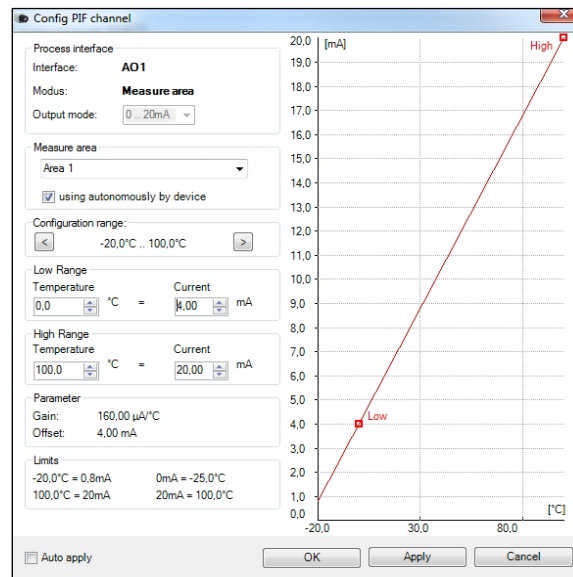 Config PIF channel
Process interface
Interface: AO1
Modus: Measure area
Output mode: 0 .. 20mA
Measure area
Area 1
using autonomously by device
Configuration range:
< -20,0°C .. 100,0°C >
Low Range
Temperature Current
0,0 °C = 4,00 mA
High Range
Temperature Current
100,0 °C = 20,00 mA
Parameter
Gain: 160,00 µA/°C
Offset: 4,00 mA
Limits
-20,0°C = 0,8mA 0mA = -25,0°C
100,0°C = 20mA 20mA = 100,0°C
20,0 [mA] High
19,0
18,0
17,0
16,0
15,0
14,0
13,0
12,0
11,0
10,0
9,0
8,0
7,0
6,0
5,0
4,0 Low
3,0
2,0
1,0
0,0 [°C]
-20,0 30,0 80,0
Auto apply OK Apply Cancel